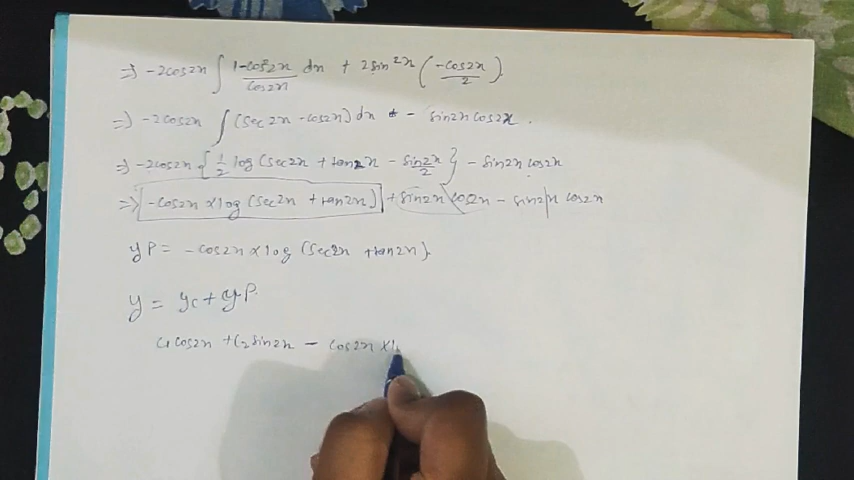 => -2cos2x ∫ 1-cos²2x / cos2x dx + 2sin2x (-cos2x / 2)
=> -2cos2x ∫ (sec2x - cos2x) dx - sin2x cos2x.
=> -2cos2x { 1/2 log (sec2x + tan2x - sin2x / 2 } - sin2x cos2x
=> -cos2x x log (sec2x + tan2x) + sin2x cos2x - sin2x cos2x
yP = -cos2x x log (sec2x + tan2x).
y = yc + yP.
C1 cos2x + C2 sin2x - cos2x x l